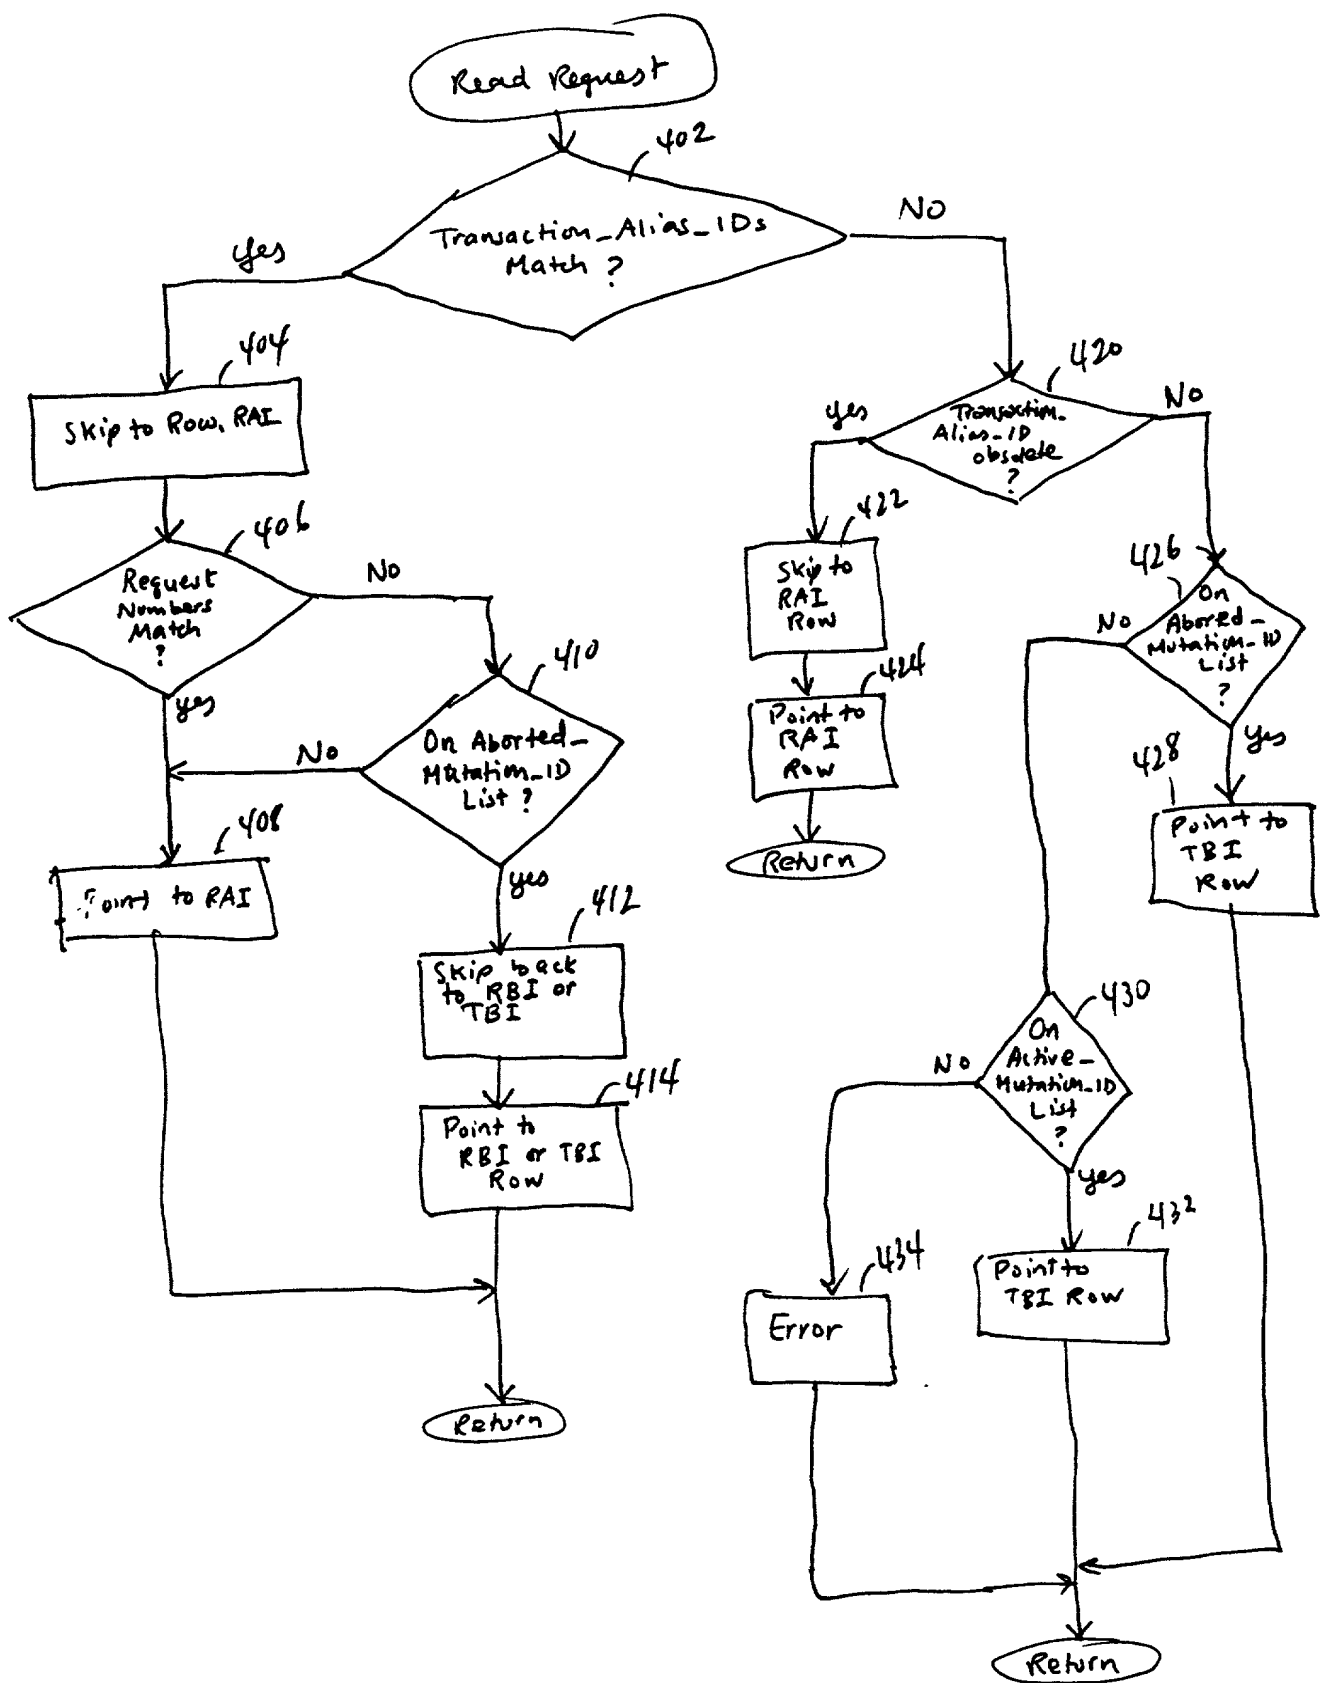 Read Request
402
Transaction_Alias_IDs
Match ?
Yes
No
404
Skip to Row, RAI
406
Request
Numbers
Match
?
No
Yes
410
On Aborted_
Mutation_ID
List ?
No
Yes
408
Point to RAI
412
Skip back
to RBI or
TBI
414
Point to
RBI or TBI
Row
Return
420
Transaction_
Alias_ID
obsolete
?
Yes
No
422
Skip to
RAI
Row
424
Point to
RAI
Row
Return
426
On
Aborted_
Mutation_ID
List
?
No
Yes
428
Point to
TBI
Row
430
On
Active_
Mutation_ID
List
?
No
Yes
432
Point to
TBI Row
434
Error
Return